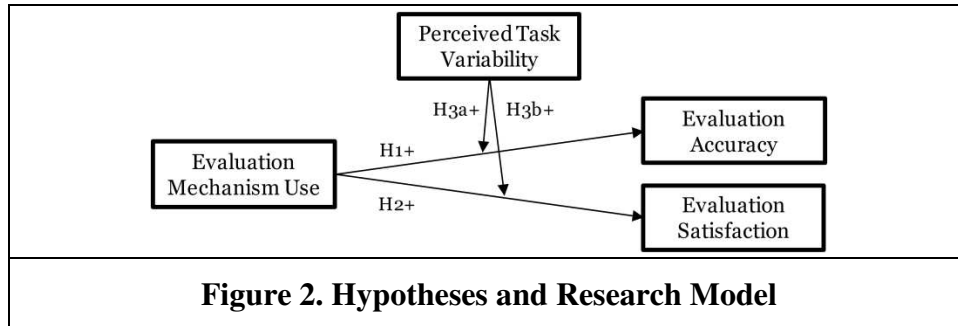 Perceived Task
Variability
H3a+
H3b+
H1+
Evaluation
Accuracy
Evaluation
Mechanism Use
H2+
Evaluation
Satisfaction
Figure 2. Hypotheses and Research Model